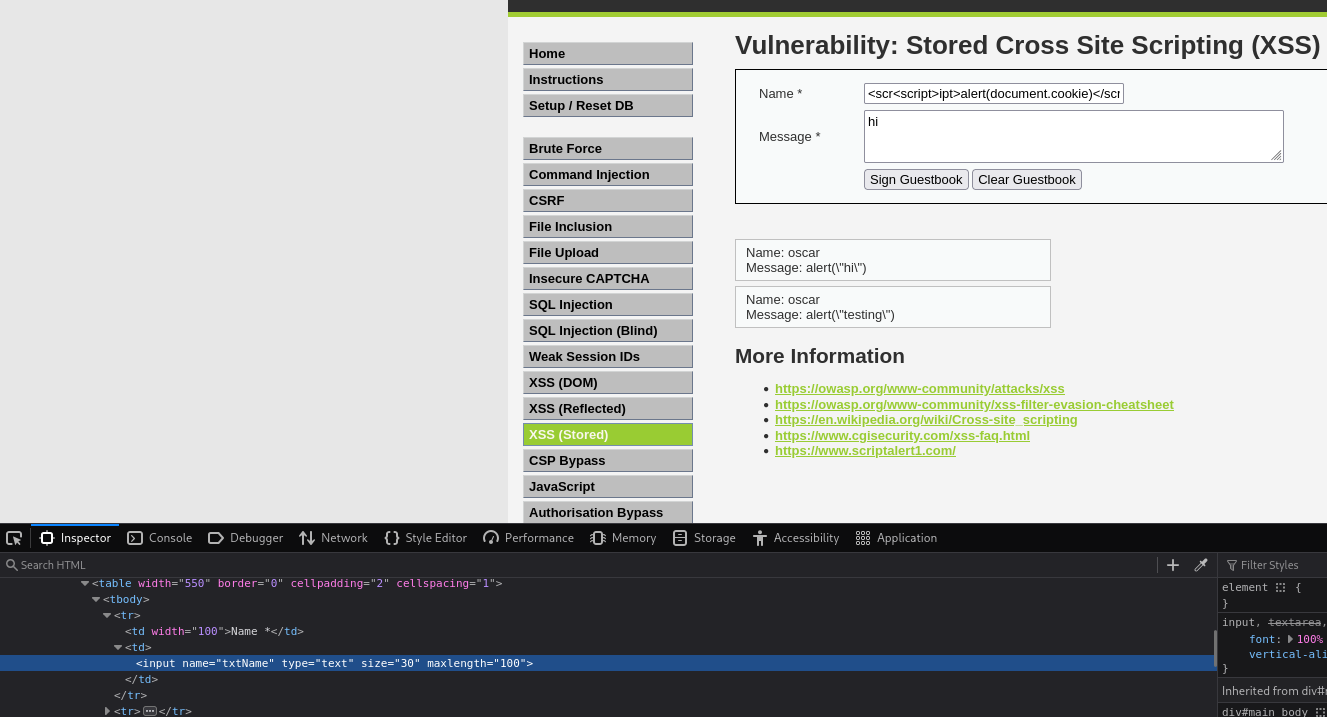 Home
Instructions
Setup / Reset DB
Brute Force
Command Injection
CSRF
File Inclusion
File Upload
Insecure CAPTCHA
SQL Injection
SQL Injection (Blind)
Weak Session IDs
XSS (DOM)
XSS (Reflected)
XSS (Stored)
CSP Bypass
JavaScript
Authorisation Bypass
Vulnerability: Stored Cross Site Scripting (XSS)
Name * <scr<script>ipt>alert(document.cookie)</scr
Message * hi
Sign Guestbook Clear Guestbook
Name: oscar
Message: alert(\"hi\")
Name: oscar
Message: alert(\"testing\")
More Information
• https://owasp.org/www-community/attacks/xss
• https://owasp.org/www-community/xss-filter-evasion-cheatsheet
• https://en.wikipedia.org/wiki/Cross-site_scripting
• https://www.cgisecurity.com/xss-faq.html
• https://www.scriptalert1.com/
Inspector Console Debugger Network Style Editor Performance Memory Storage Accessibility Application
Search HTML
<table width="550" border="0" cellpadding="2" cellspacing="1">
<tbody>
<tr>
<td width="100">Name *</td>
<td>
<input name="txtName" type="text" size="30" maxlength="100">
</td>
</tr>
<tr> </tr>
Filter Styles
element {
}
input, textarea,
font: 100%
vertical-ali
}
Inherited from div#
div#main_body